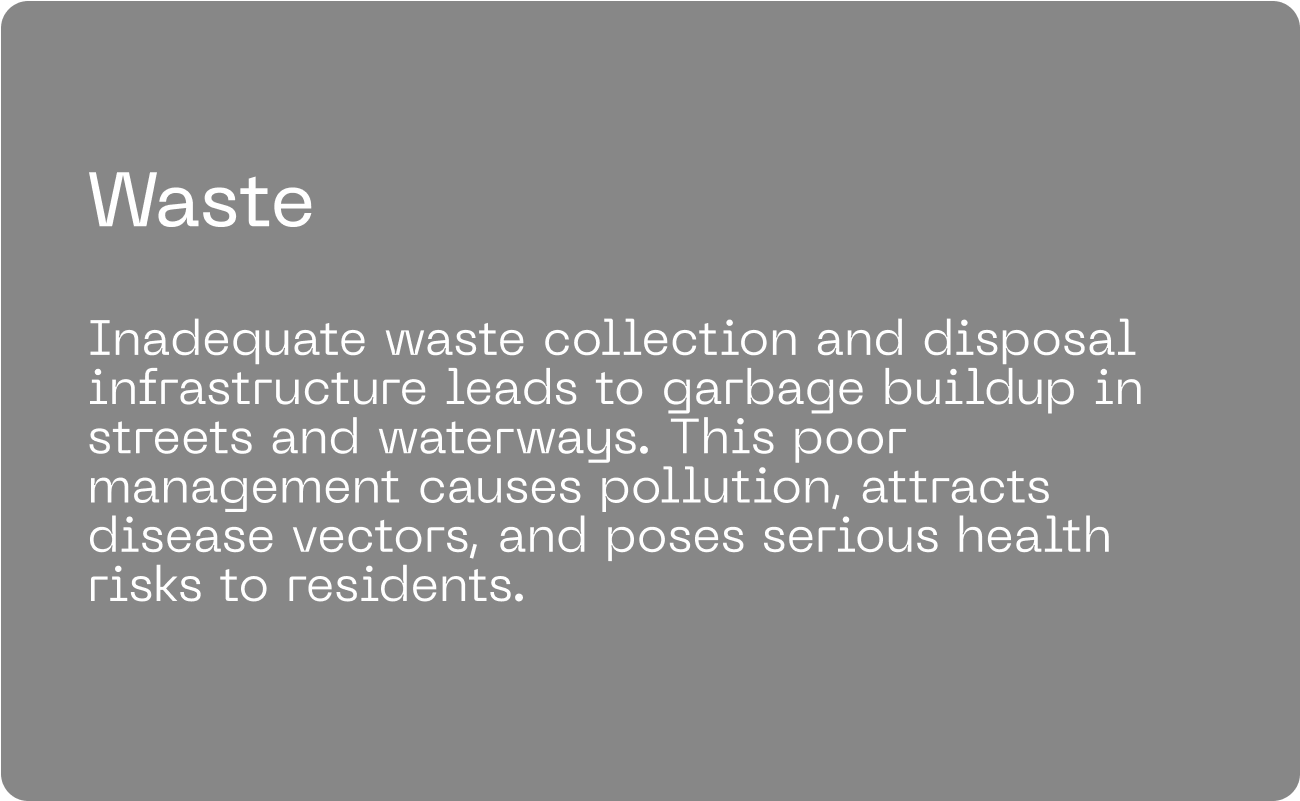 Waste
Inadequate waste collection and disposal
infrastructure leads to garbage buildup in
streets and waterways. This poor
management causes pollution, attracts
disease vectors, and poses serious health
risks to residents.